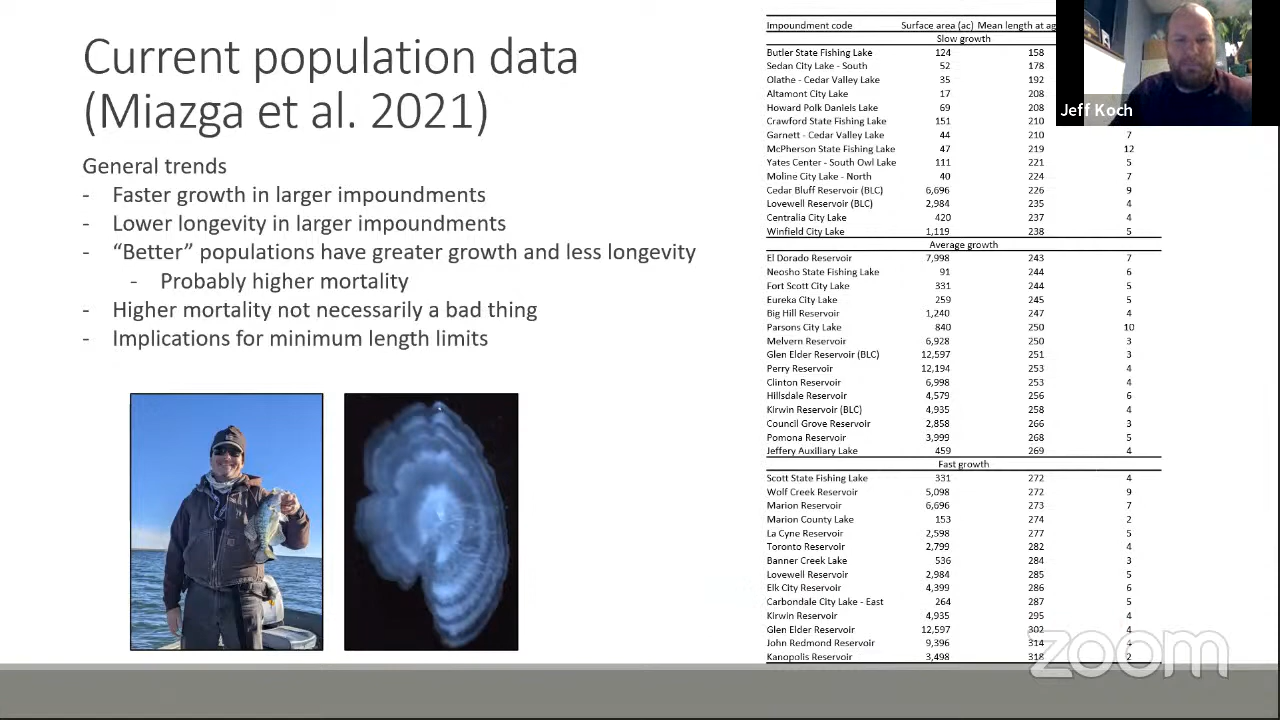 Current population data
(Miazga et al. 2021)
General trends
- Faster growth in larger impoundments
- Lower longevity in larger impoundments
- “Better” populations have greater growth and less longevity
- Probably higher mortality
- Higher mortality not necessarily a bad thing
- Implications for minimum length limits
Impoundment code Surface area (ac) Mean length at ag
Slow growth
Butler State Fishing Lake 124 158
Sedan City Lake - South 52 178
Olathe - Cedar Valley Lake 35 192
Altamont City Lake 17 208
Howard Polk Daniels Lake 69 208
Crawford State Fishing Lake 151 210
Garnett - Cedar Valley Lake 44 210 7
McPherson State Fishing Lake 47 219 12
Yates Center - South Owl Lake 111 221 5
Moline City Lake - North 40 224 7
Cedar Bluff Reservoir (BLC) 6,696 226 9
Lovewell Reservoir (BLC) 2,984 235 4
Centralia City Lake 420 237 4
Winfield City Lake 1,119 238 5
Average growth
El Dorado Reservoir 7,998 243 7
Neosho State Fishing Lake 91 244 6
Fort Scott City Lake 331 244 5
Eureka City Lake 259 245 5
Big Hill Reservoir 1,240 247 4
Parsons City Lake 840 250 10
Melvern Reservoir 6,928 250 3
Glen Elder Reservoir (BLC) 12,597 251 3
Perry Reservoir 12,194 253 4
Clinton Reservoir 6,998 253 4
Hillsdale Reservoir 4,579 256 6
Kirwin Reservoir (BLC) 4,935 258 4
Council Grove Reservoir 2,858 266 3
Pomona Reservoir 3,999 268 5
Jeffery Auxiliary Lake 459 269 4
Fast growth
Scott State Fishing Lake 331 272 4
Wolf Creek Reservoir 5,098 272 9
Marion Reservoir 6,696 273 7
Marion County Lake 153 274 2
La Cyne Reservoir 2,598 277 5
Toronto Reservoir 2,799 282 4
Banner Creek Lake 536 284 3
Lovewell Reservoir 2,984 285 5
Elk City Reservoir 4,399 286 6
Carbondale City Lake - East 264 287 5
Kirwin Reservoir 4,935 295 4
Glen Elder Reservoir 12,597 302 4
John Redmond Reservoir 9,396 314 4
Kanopolis Reservoir 3,498 318 2
Jeff Koch
zoom